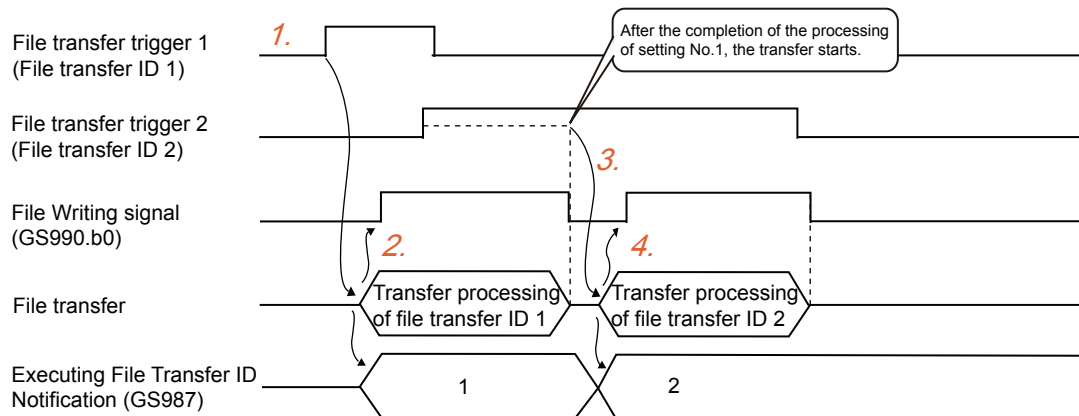 File transfer trigger 1
(File transfer ID 1)
1.
After the completion of the processing
of setting No.1, the transfer starts.
File transfer trigger 2
(File transfer ID 2)
3.
File Writing signal
(GS990.b0)
2.
4.
File transfer
Transfer processing
of file transfer ID 1
Transfer processing
of file transfer ID 2
Executing File Transfer ID
Notification (GS987)
1
2